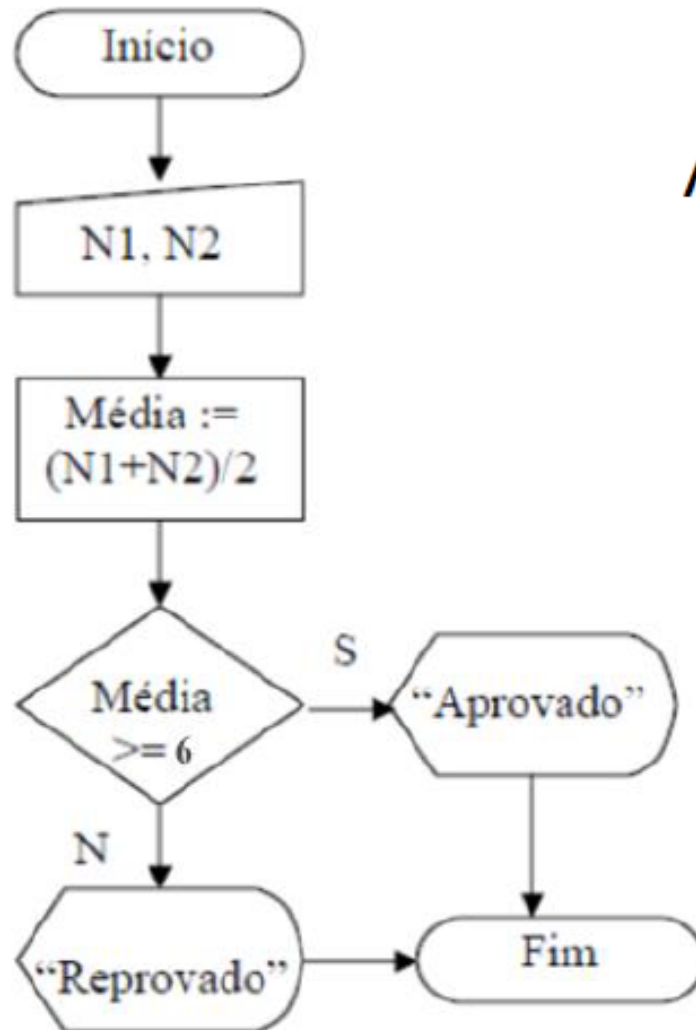 Início
N1, N2
Média :=
(N1+N2)/2
Média
>= 6
S
“Aprovado”
N
“Reprovado”
Fim